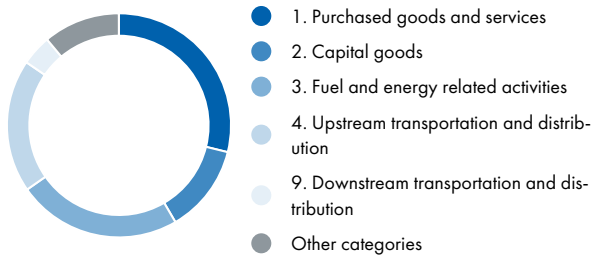 1. Purchased goods and services
2. Capital goods
3. Fuel and energy related activities
4. Upstream transportation and distrib-
ution
9. Downstream transportation and dis-
tribution
Other categories